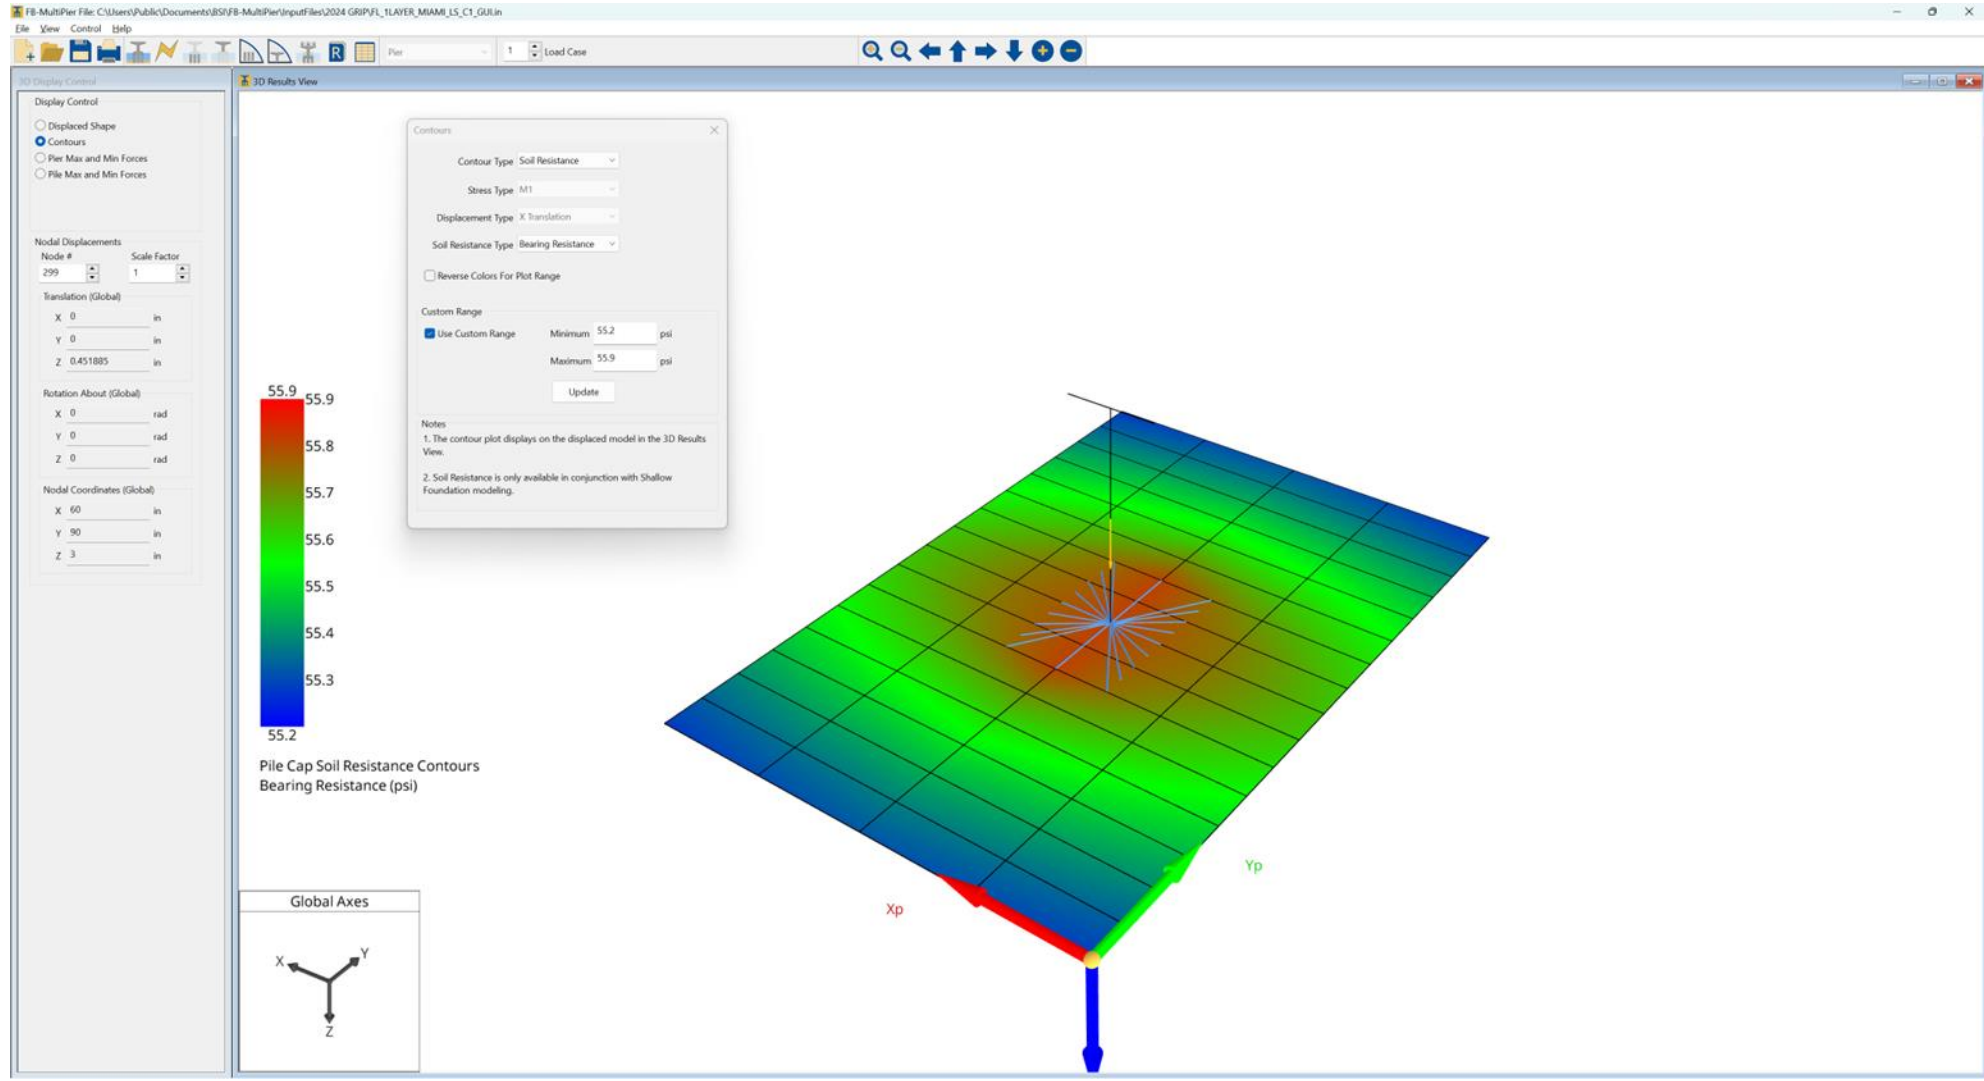 FB-MultiPier File: C:\Users\Public\Documents\BSI\FB-MultiPier\InputFiles\2024 GRIP\FL_1LAYER_MIAMI_LS_C1_GUI.in
File View Control Help
R Pier 1 Load Case
3D Display Control
3D Results View
Display Control
Displaced Shape
Contours
Pier Max and Min Forces
Pile Max and Min Forces
Nodal Displacements
Node # Scale Factor
299 1
Translation (Global)
X 0 in
Y 0 in
Z 0.451885 in
Rotation About (Global)
X 0 rad
Y 0 rad
Z 0 rad
Nodal Coordinates (Global)
X 60 in
Y 90 in
Z 3 in
Contours
Contour Type Soil Resistance
Stress Type M1
Displacement Type X Translation
Soil Resistance Type Bearing Resistance
Reverse Colors For Plot Range
Custom Range
Use Custom Range Minimum 55.2 psi
Maximum 55.9 psi
Update
Notes
1. The contour plot displays on the displaced model in the 3D Results
View.
2. Soil Resistance is only available in conjunction with Shallow
Foundation modeling.
55.9
55.9
55.8
55.7
55.6
55.5
55.4
55.3
55.2
Pile Cap Soil Resistance Contours
Bearing Resistance (psi)
Yp
Xp
Global Axes
X Y
Z